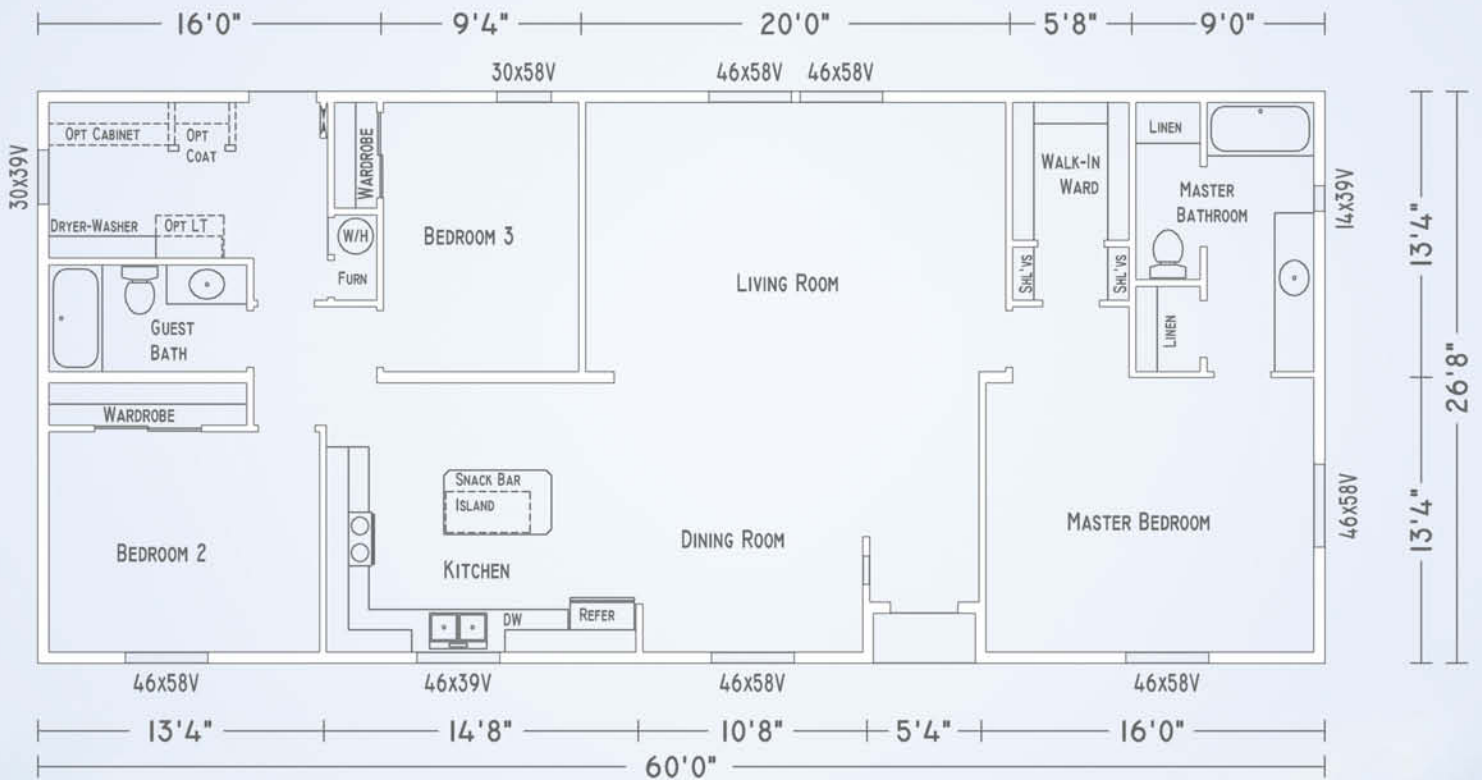 16'0" 9'4" 20'0" 5'8" 9'0"
30x58V 46x58V 46x58V
OPT CABINET
OPT
COAT
WARDROBE
LINEN
30x39V
WALK-IN
WARD
MASTER
BATHROOM
14x39V
DRYER-WASHER
OPT LT
W/H
BEDROOM 3
FURN
LIVING ROOM
SHL'VS
SHL'VS
13'4"
GUEST
BATH
LINEN
26'8"
WARDROBE
SNACK BAR
ISLAND
BEDROOM 2
KITCHEN
DINING ROOM
MASTER BEDROOM
46x58V
13'4"
DW
REFER
46x58V 46x39V 46x58V 46x58V
13'4" 14'8" 10'8" 5'4" 16'0"
60'0"